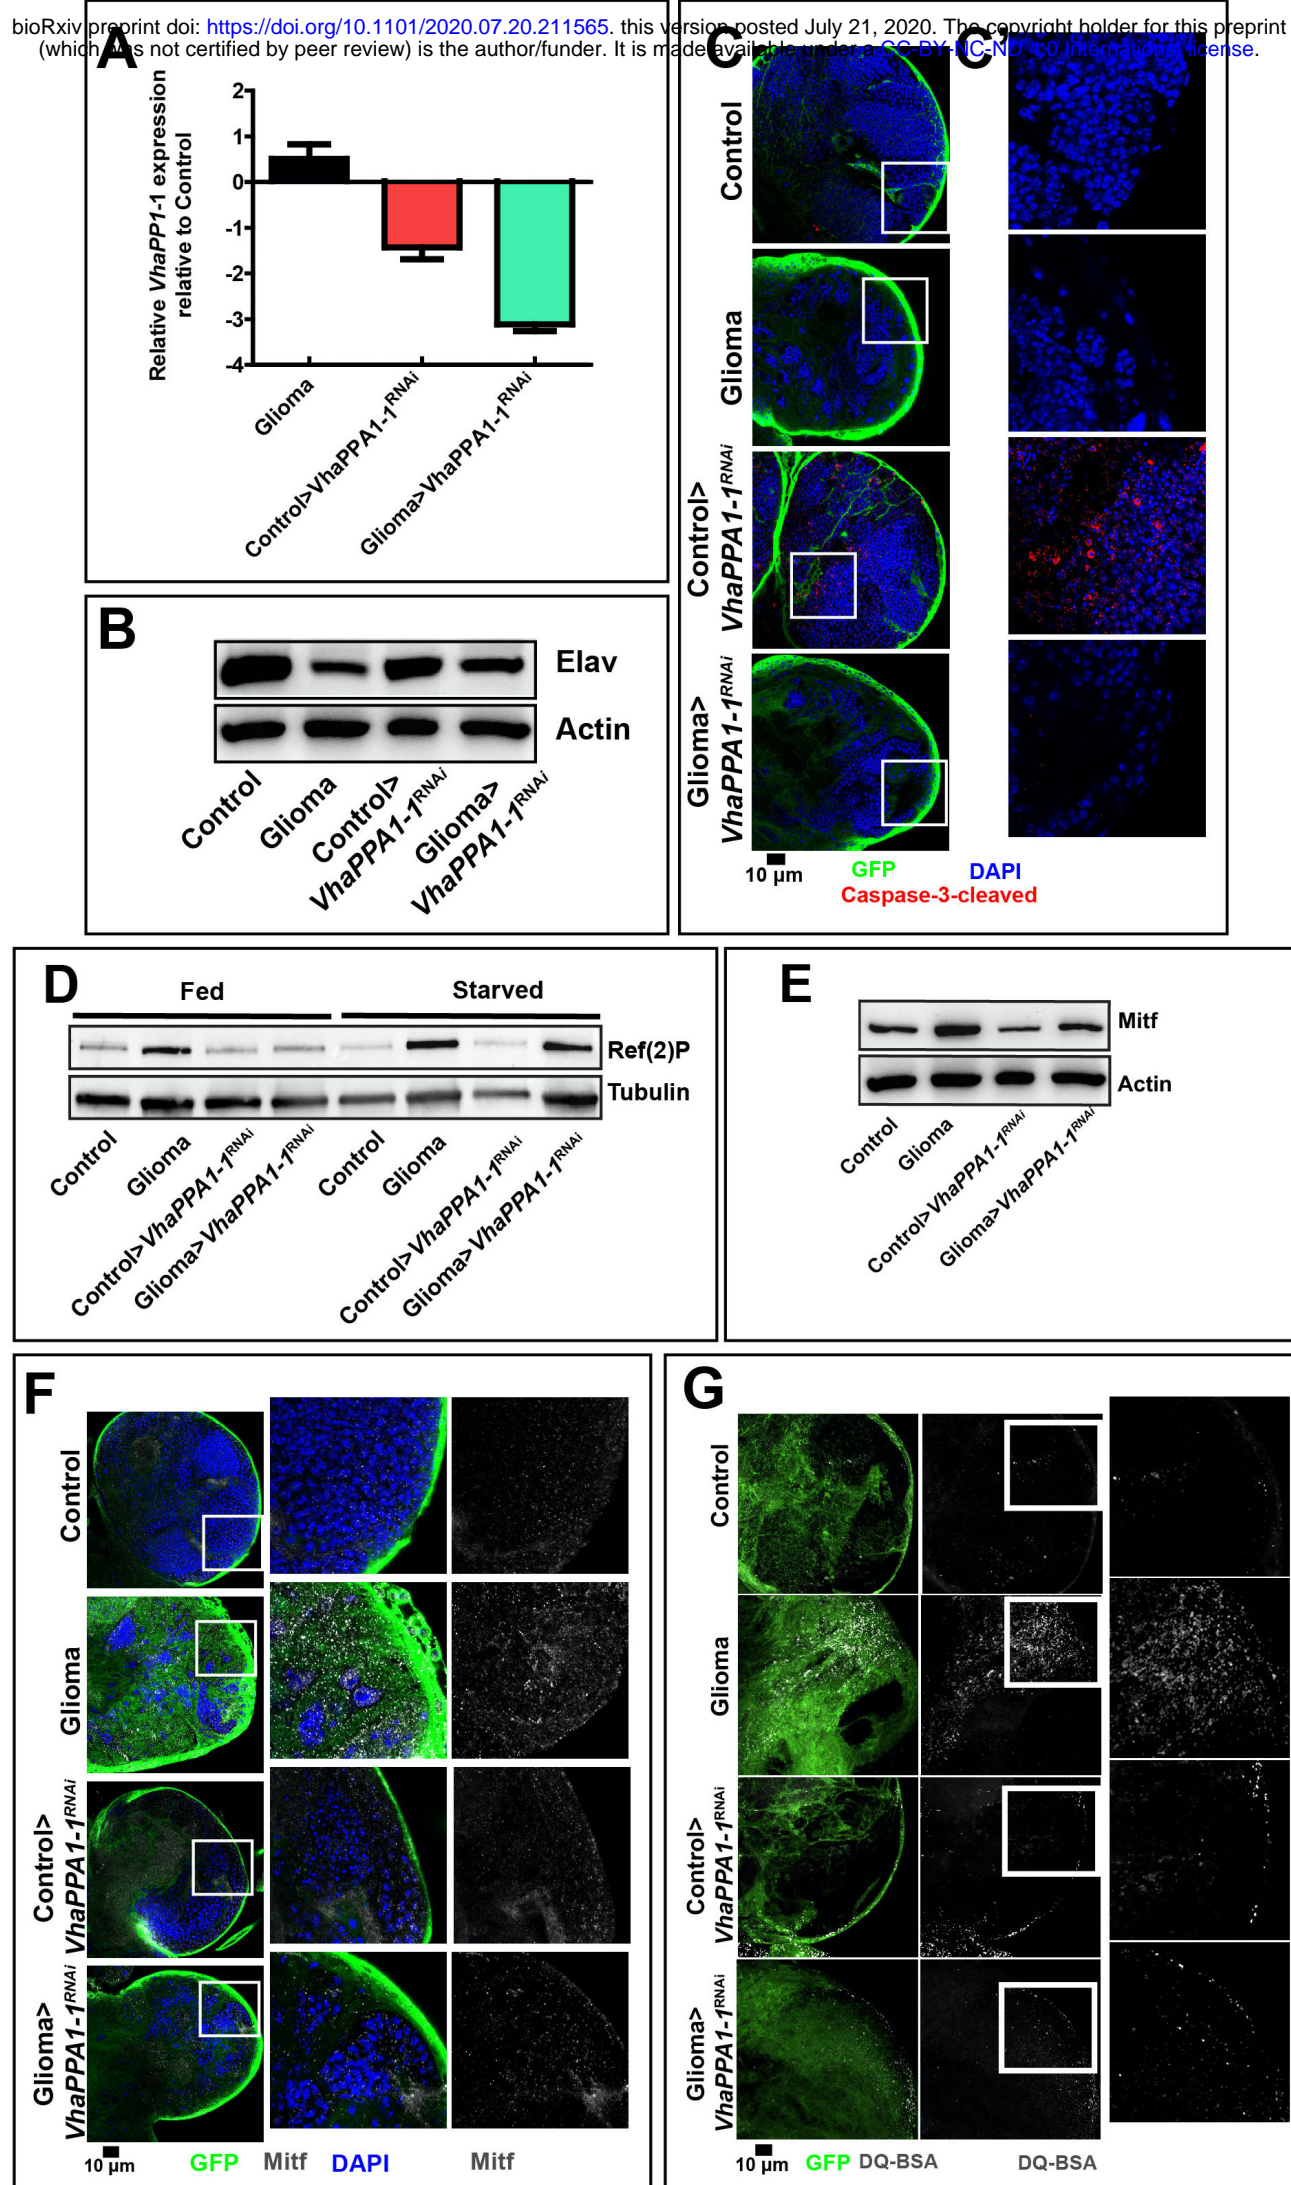 bioRxiv preprint doi: https://doi.org/10.1101/2020.07.20.211565. this version posted July 21, 2020. The copyright holder for this preprint
(which was not certified by peer review) is the author/funder. It is made available under a CC-BY-NC-ND 4.0 International license.
A
Relative VhaPP1-1 expression
relative to Control
2
1
0
-1
-2
-3
-4
Glioma
Control>VhaPPA1-1RNAi
Glioma>VhaPPA1-1RNAi
B
Elav
Actin
Control
Glioma
Control>
VhaPPA1-1RNAi
Glioma>
VhaPPA1-1RNAi
C
C'
Control
Glioma
Control>
VhaPPA1-1RNAi
Glioma>
VhaPPA1-1RNAi
10 µm
GFP
DAPI
Caspase-3-cleaved
D
Fed
Starved
Ref(2)P
Tubulin
Control
Glioma
Control>VhaPPA1-1RNAi
Glioma>VhaPPA1-1RNAi
Control
Glioma
Control>VhaPPA1-1RNAi
Glioma>VhaPPA1-1RNAi
E
Mitf
Actin
Control
Glioma
Control>VhaPPA1-1RNAi
Glioma>VhaPPA1-1RNAi
F
Control
Glioma
Control>
VhaPPA1-1RNAi
Glioma>
VhaPPA1-1RNAi
10 µm
GFP
Mitf
DAPI
Mitf
G
Control
Glioma
Control>
VhaPPA1-1RNAi
Glioma>
VhaPPA1-1RNAi
10 µm
GFP
DQ-BSA
DQ-BSA